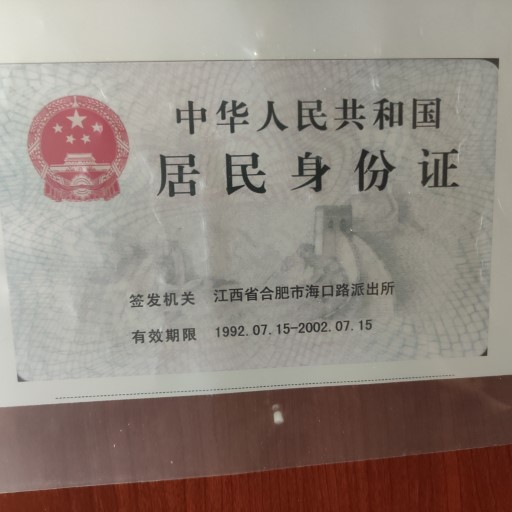 中华人民共和国
居民身份证
签发机关 江西省合肥市海口路派出所
有效期限 1992.07.15-2002.07.15